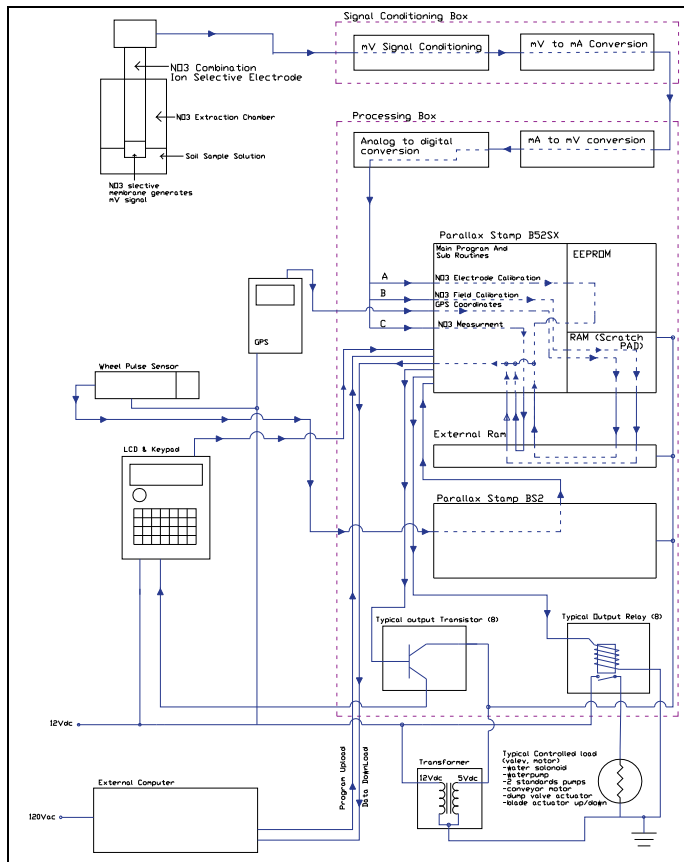 Signal Conditioning Box
mV Signal Conditioning
mV to mA Conversion
NO3 Combination
Ion Selective Electrode
NO3 Extraction Chamber
Soil Sample Solution
NO3 slective
membrane generates
mV signal
Processing Box
Analog to digital
conversion
mA to mV conversion
Parallax Stamp B52SX
Main Program And
Sub Routines
EEPROM
A
NO3 Electrode Calibration
B
NO3 Field Calibration
GPS Coordinates
C
NO3 Measurment
RAM (Scratch
PAD)
GPS
Wheel Pulse Sensor
LCD & Keypad
External Ram
Parallax Stamp BS2
Typical output Transistor (8)
Typical Output Relay (8)
12Vdc
Program Upload
Data DownLoad
Transformer
12Vdc
5Vdc
Typical Controlled load
(valev, motor)
-water solonoid
-waterpump
-2 standards pumps
-conveyor motor
-dump valve actuator
-blade actuator up/down
External Computer
120Vac